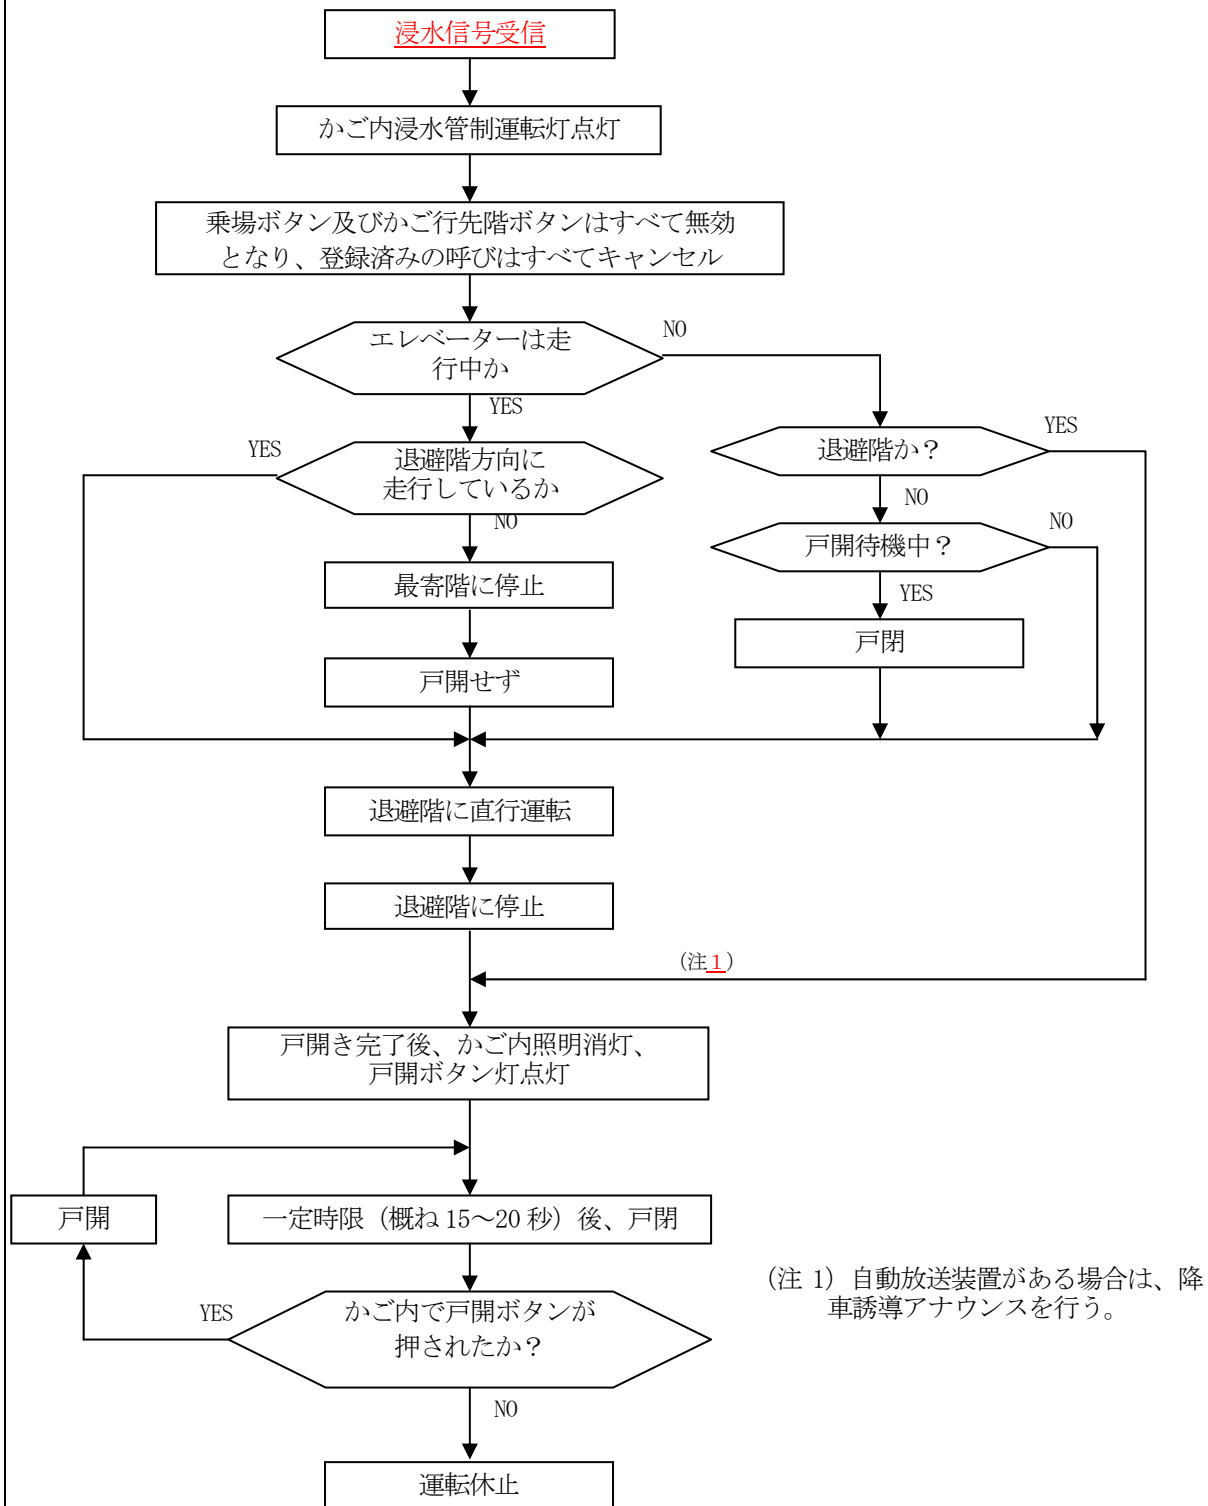 浸水信号受信
かご内浸水管制運転灯点灯
乗場ボタン及びかご行先階ボタンはすべて無効
となり、登録済みの呼びはすべてキャンセル
エレベーターは走
行中か
NO
YES
退避階か？
YES
YES
退避階方向に
走行しているか
NO
NO
戸開待機中？
NO
最寄階に停止
YES
戸閉
戸開せず
退避階に直行運転
退避階に停止
（注１）
戸開き完了後、かご内照明消灯、
戸開ボタン灯点灯
戸開
一定時限（概ね 15～20 秒）後、戸閉
（注 1）自動放送装置がある場合は、降
車誘導アナウンスを行う。
YES
かご内で戸開ボタンが
押されたか？
NO
運転休止